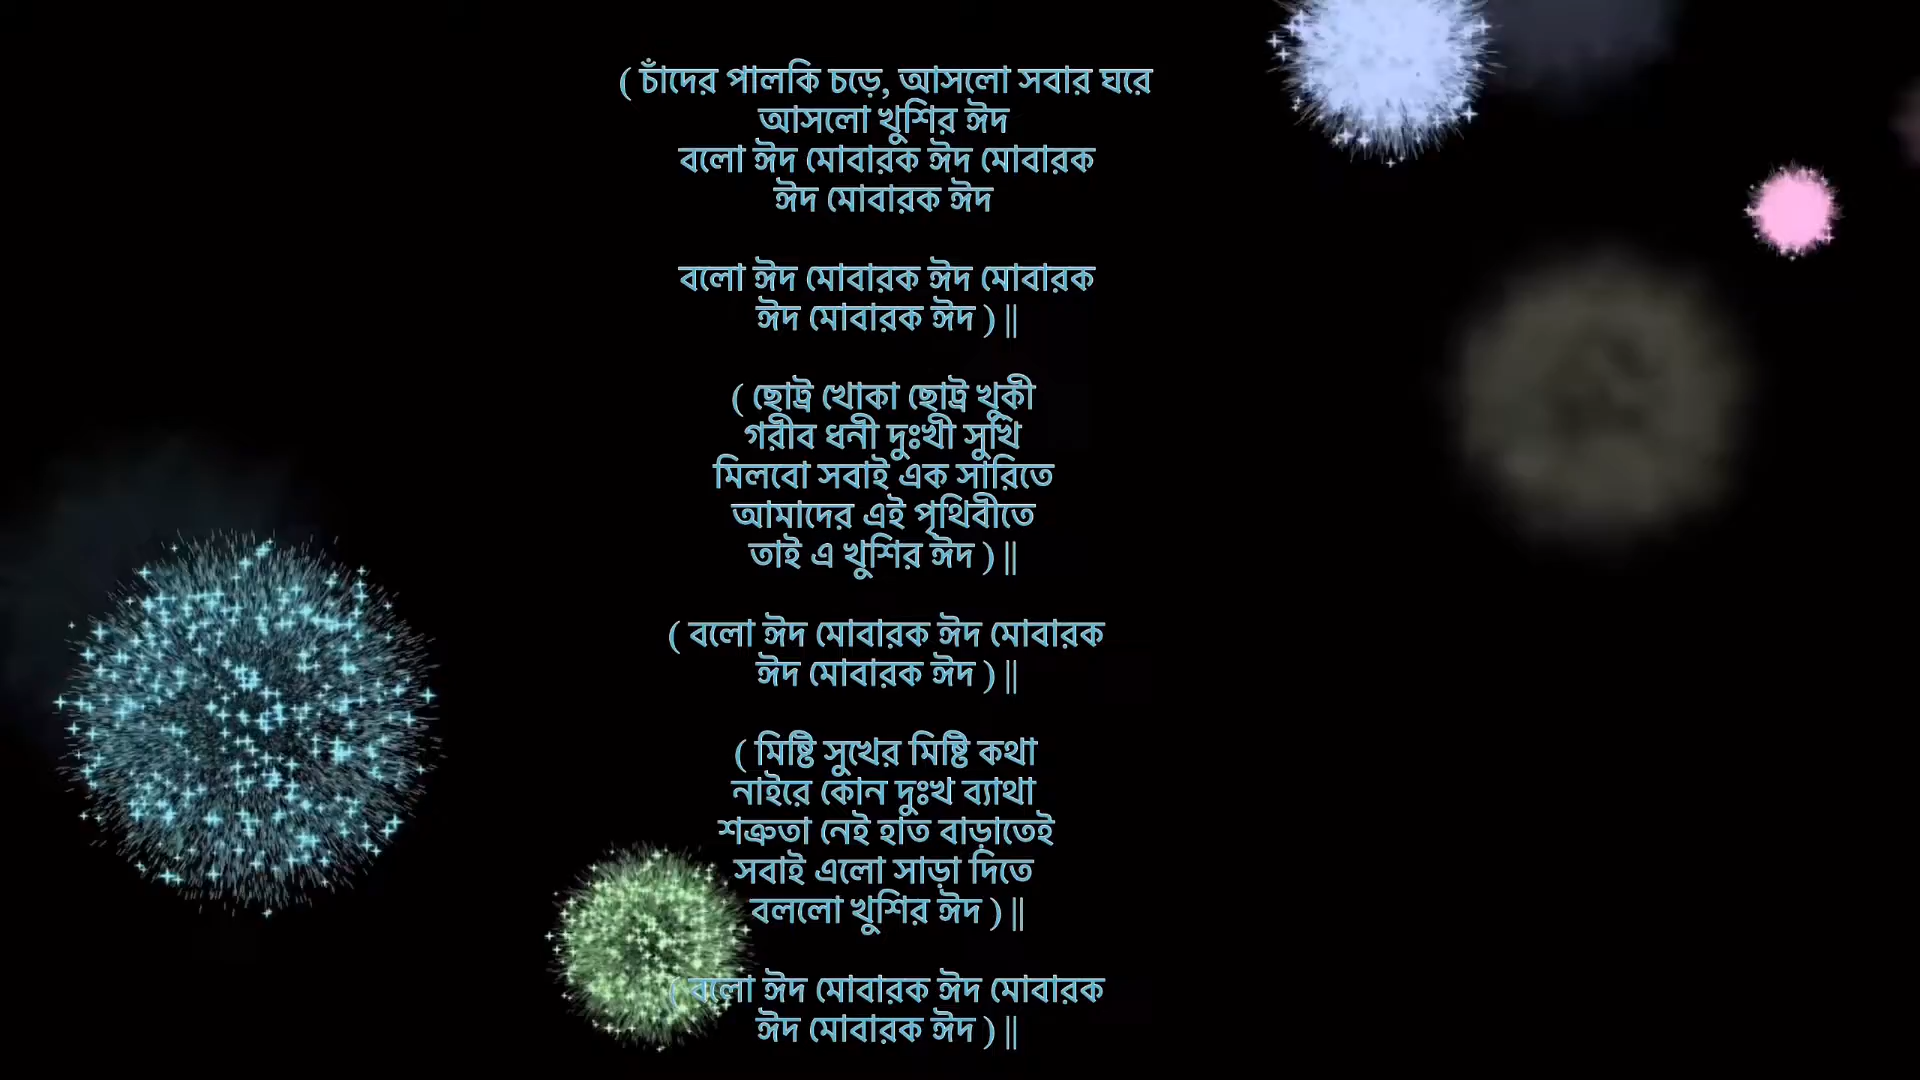 ( চাঁদের পালকি চড়ে, আসলো সবার ঘরে
আসলো খুশির ঈদ
বলো ঈদ মোবারক ঈদ মোবারক
ঈদ মোবারক ঈদ
বলো ঈদ মোবারক ঈদ মোবারক
ঈদ মোবারক ঈদ ) ||
( ছোট্ট খোকা ছোট্ট খুকী
গরীব ধনী দুঃখী সুখি
মিলবো সবাই এক সারিতে
আমাদের এই পৃথিবীতে
তাই এ খুশির ঈদ ) ||
( বলো ঈদ মোবারক ঈদ মোবারক
ঈদ মোবারক ঈদ ) ||
( মিষ্টি সুখের মিষ্টি কথা
নাইরে কোন দুঃখ ব্যাথা
শত্রুতা নেই হাত বাড়াতেই
সবাই এলো সাড়া দিতে
বললো খুশির ঈদ ) ||
( বলো ঈদ মোবারক ঈদ মোবারক
ঈদ মোবারক ঈদ ) ||